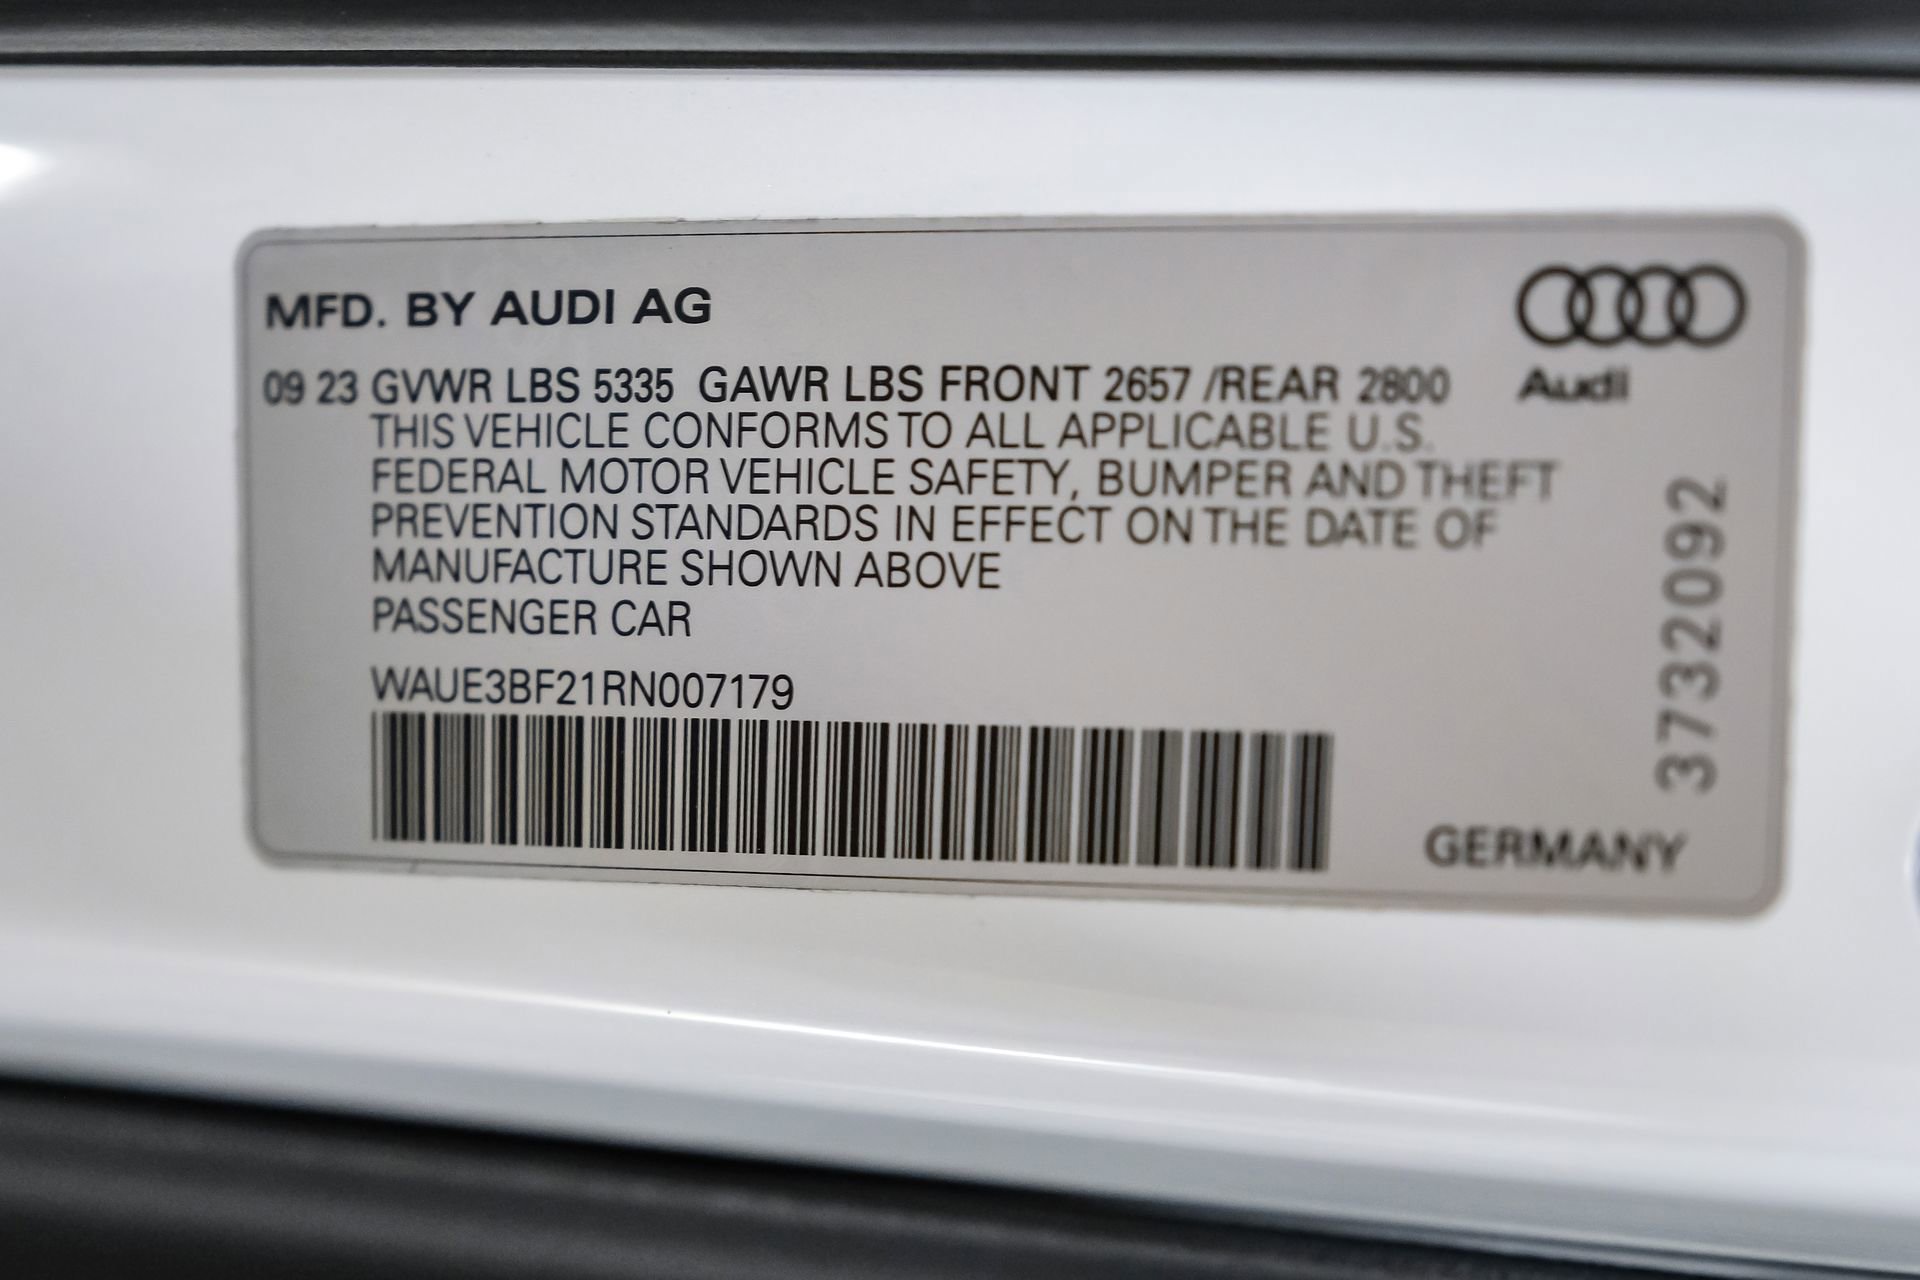 MFD. BY AUDI AG
Audi
09 23 GVWR LBS 5335 GAWR LBS FRONT 2657 /REAR 2800
THIS VEHICLE CONFORMS TO ALL APPLICABLE U.S.
FEDERAL MOTOR VEHICLE SAFETY, BUMPER AND THEFT
PREVENTION STANDARDS IN EFFECT ON THE DATE OF
MANUFACTURE SHOWN ABOVE
PASSENGER CAR
WAUE3BF21RN007179
3732092
GERMANY